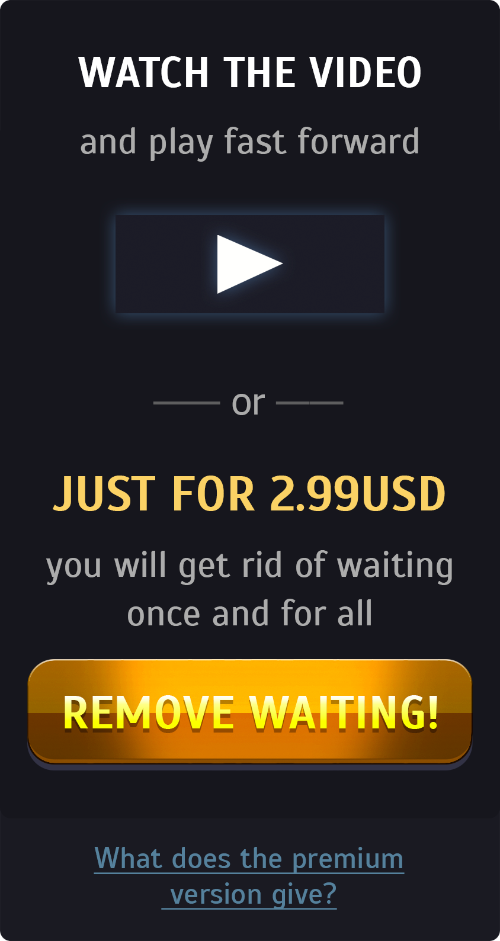 WATCH THE VIDEO
and play fast forward
or
JUST FOR 2.99USD
you will get rid of waiting
once and for all
REMOVE WAITING!
What does the premium
version give?